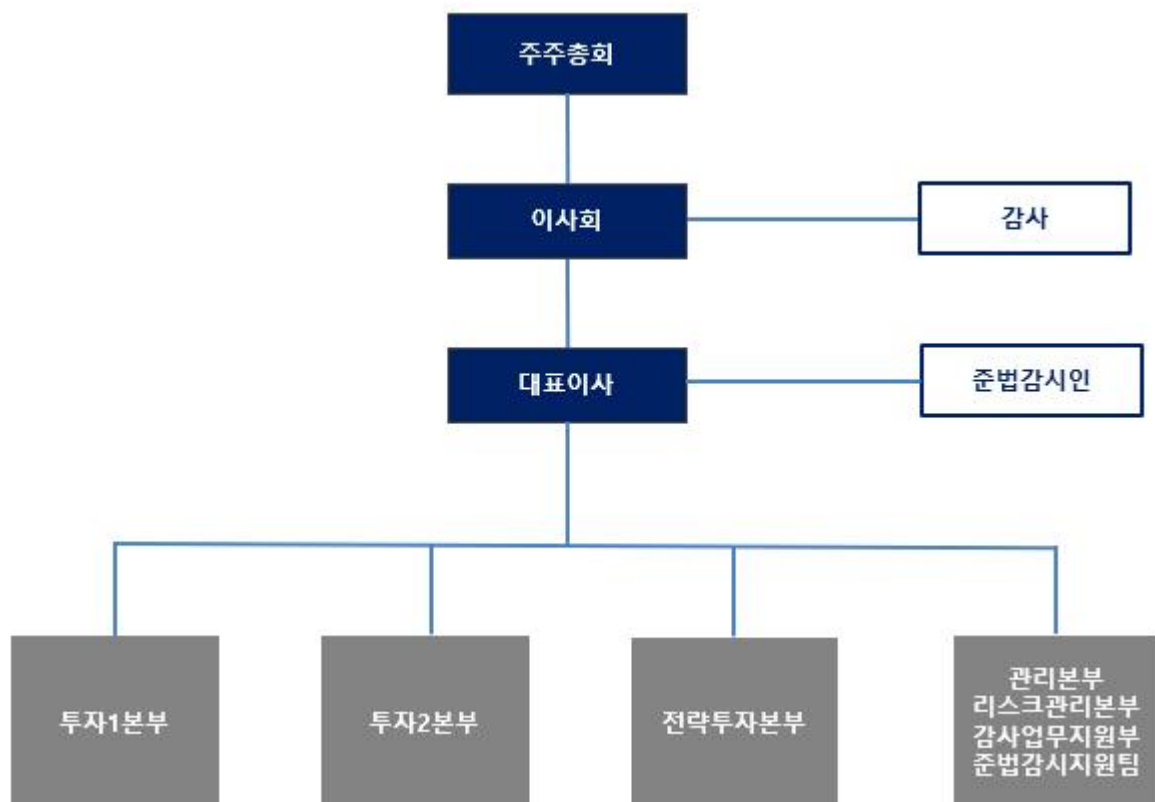 주주총회
이사회
감사
대표이사
준법감시인
투자1본부
투자2본부
전략투자본부
관리본부
리스크관리본부
감사업무지원부
준법감시지원팀